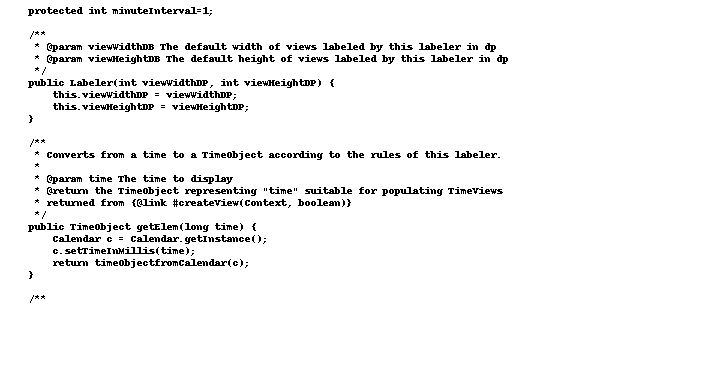 protected int minuteInterval=1;

/**
 * @param viewWidthDB The default width of views labeled by this labeler in dp
 * @param viewHeightDB The default height of views labeled by this labeler in dp
 */
public Labeler(int viewWidthDP, int viewHeightDP) {
    this.viewWidthDP = viewWidthDP;
    this.viewHeightDP = viewHeightDP;
}

/**
 * Converts from a time to a TimeObject according to the rules of this labeler.
 *
 * @param time The time to display
 * @return the TimeObject representing "time" suitable for populating TimeViews
 * returned from {@link #createView(Context, boolean)}
 */
public TimeObject getElem(long time) {
    Calendar c = Calendar.getInstance();
    c.setTimeInMillis(time);
    return timeObjectfromCalendar(c);
}

/**